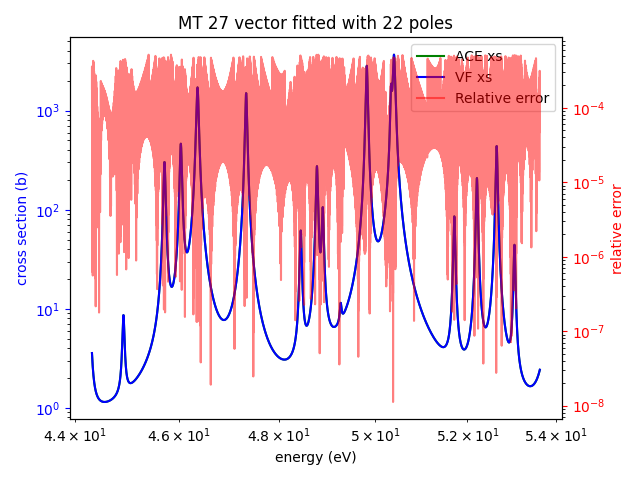 MT 27 vector fitted with 22 poles
ACE xs
VF xs
Relative error
10³
10²
10¹
10⁰
cross section (b)
10⁻⁴
10⁻⁵
10⁻⁶
10⁻⁷
10⁻⁸
relative error
4.4 × 10¹ 4.6 × 10¹ 4.8 × 10¹ 5 × 10¹ 5.2 × 10¹ 5.4 × 10¹
energy (eV)